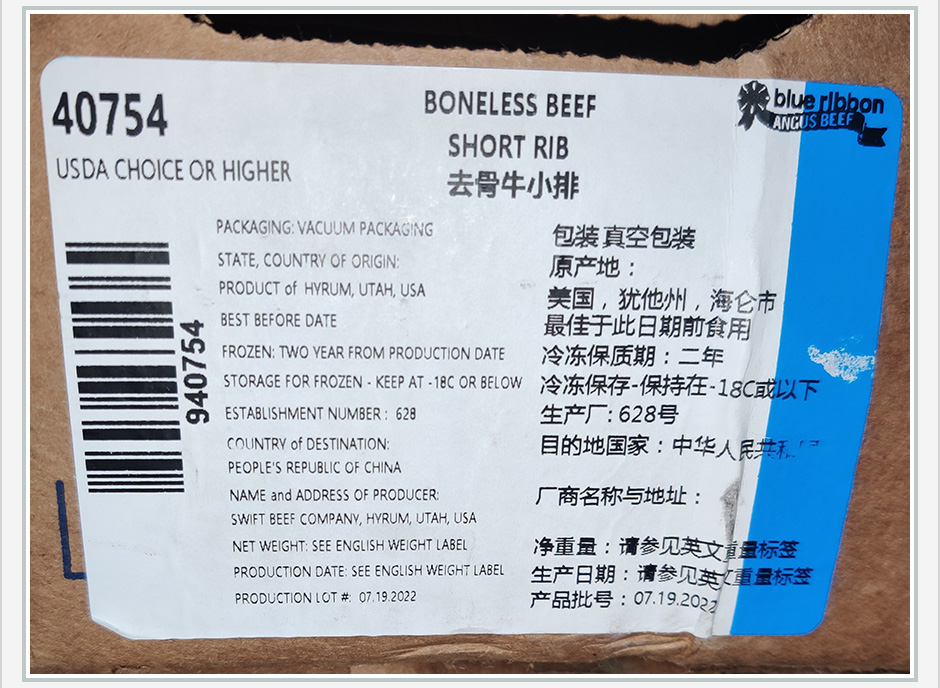 40754
USDA CHOICE OR HIGHER
BONELESS BEEF
SHORT RIB
去骨牛小排
blue ribbon
ANGUS BEEF
940754
PACKAGING: VACUUM PACKAGING
STATE, COUNTRY OF ORIGIN:
PRODUCT of HYRUM, UTAH, USA
BEST BEFORE DATE
FROZEN: TWO YEAR FROM PRODUCTION DATE
STORAGE FOR FROZEN - KEEP AT -18C OR BELOW
ESTABLISHMENT NUMBER : 628
COUNTRY of DESTINATION:
PEOPLE'S REPUBLIC OF CHINA
NAME and ADDRESS OF PRODUCER:
SWIFT BEEF COMPANY, HYRUM, UTAH, USA
NET WEIGHT: SEE ENGLISH WEIGHT LABEL
PRODUCTION DATE: SEE ENGLISH WEIGHT LABEL
PRODUCTION LOT #: 07.19.2022
包装 真空包装
原产地：
美国，犹他州，海仑市
最佳于此日期前食用
冷冻保质期：二年
冷冻保存-保持在-18C或以下
生产厂: 628号
目的地国家：中华人民共和
厂商名称与地址：
净重量：请参见英文重量标签
生产日期：请参见英文重量标签
产品批号：07.19.2022